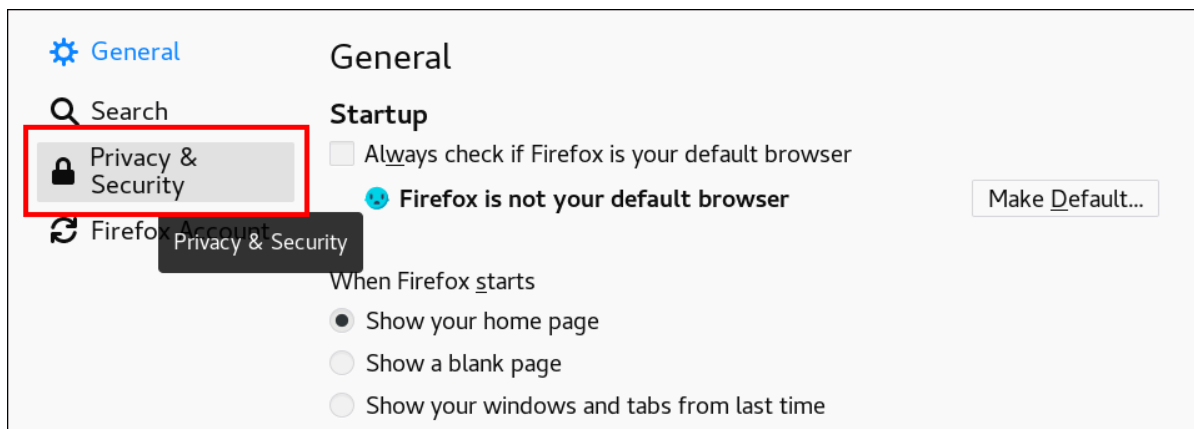 General
Search
Privacy &
Security
Firefox Account
Privacy & Security
General
Startup
Always check if Firefox is your default browser
Firefox is not your default browser
Make Default...
When Firefox starts
Show your home page
Show a blank page
Show your windows and tabs from last time